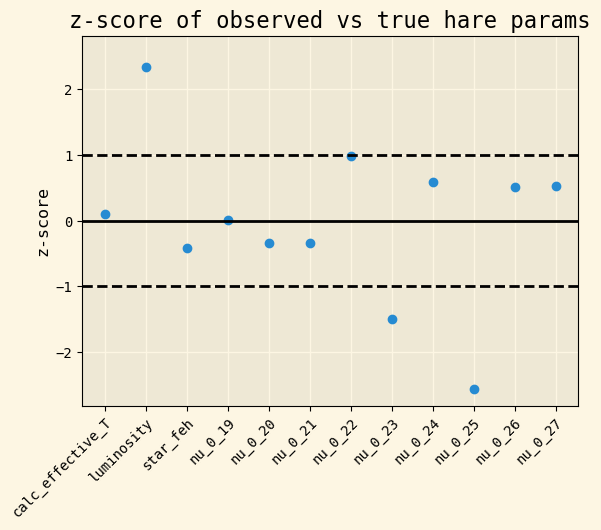 z-score of observed vs true hare params
z-score
2
1
0
−1
−2
calc_effective_T
luminosity
star_feh
nu_0_19
nu_0_20
nu_0_21
nu_0_22
nu_0_23
nu_0_24
nu_0_25
nu_0_26
nu_0_27